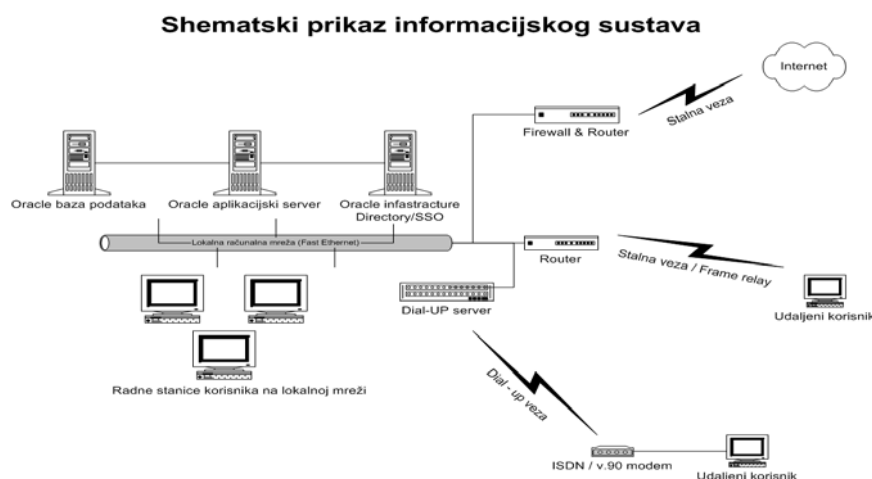 Shematski prikaz informacijskog sustava
Internet
Stalna veza
Firewall & Router
Oracle baza podataka
Oracle aplikacijski server
Oracle infastracture
Directory/SSO
Lokalna računalna mreža (Fast Ethernet)
Router
Stalna veza / Frame relay
Udaljeni korisnik
Dial-UP server
Radne stanice korisnika na lokalnoj mreži
Dial - up veza
ISDN / v.90 modem
Udaljeni korisnik